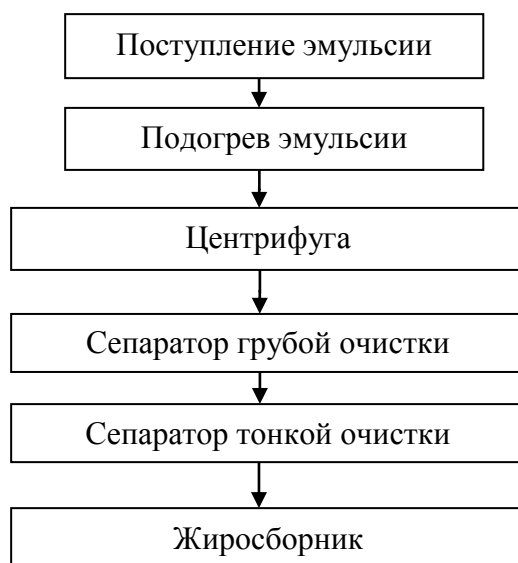 Поступление эмульсии
Подогрев эмульсии
Центрифуга
Сепаратор грубой очистки
Сепаратор тонкой очистки
Жиросборник